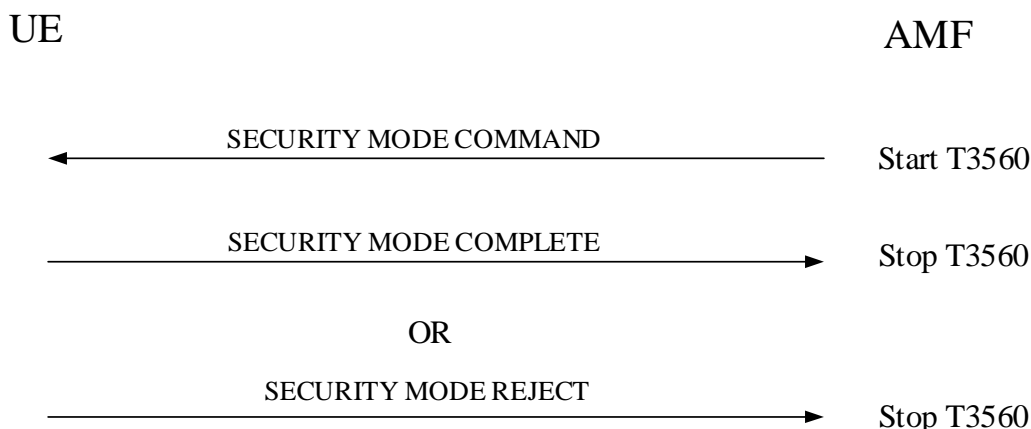 UE
AMF
SECURITY MODE COMMAND
Start T3560
SECURITY MODE COMPLETE
Stop T3560
OR
SECURITY MODE REJECT
Stop T3560